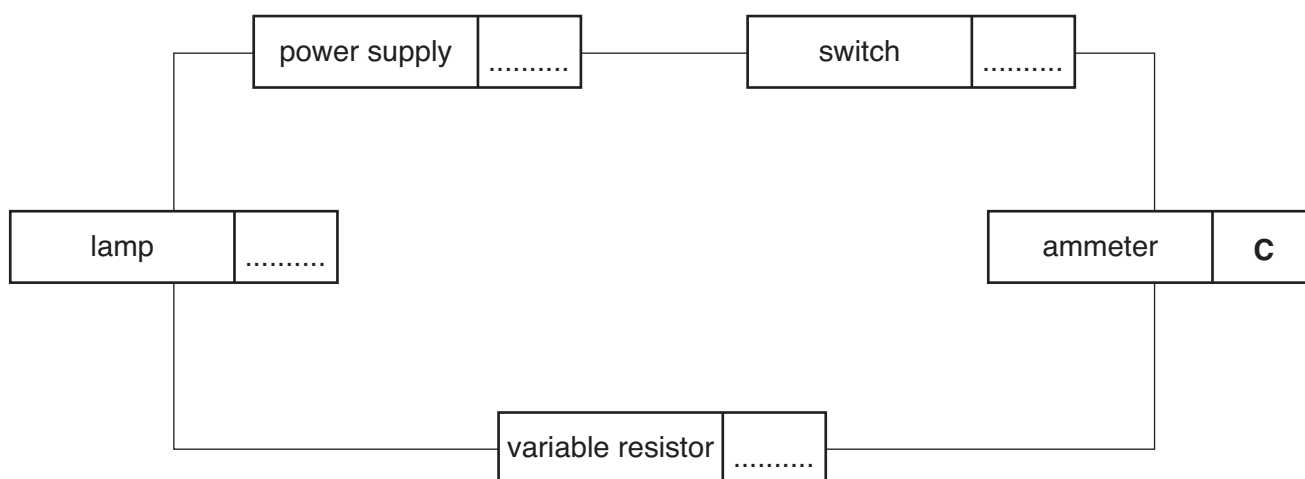 power supply ..........
switch ..........
lamp ..........
ammeter C
variable resistor ..........